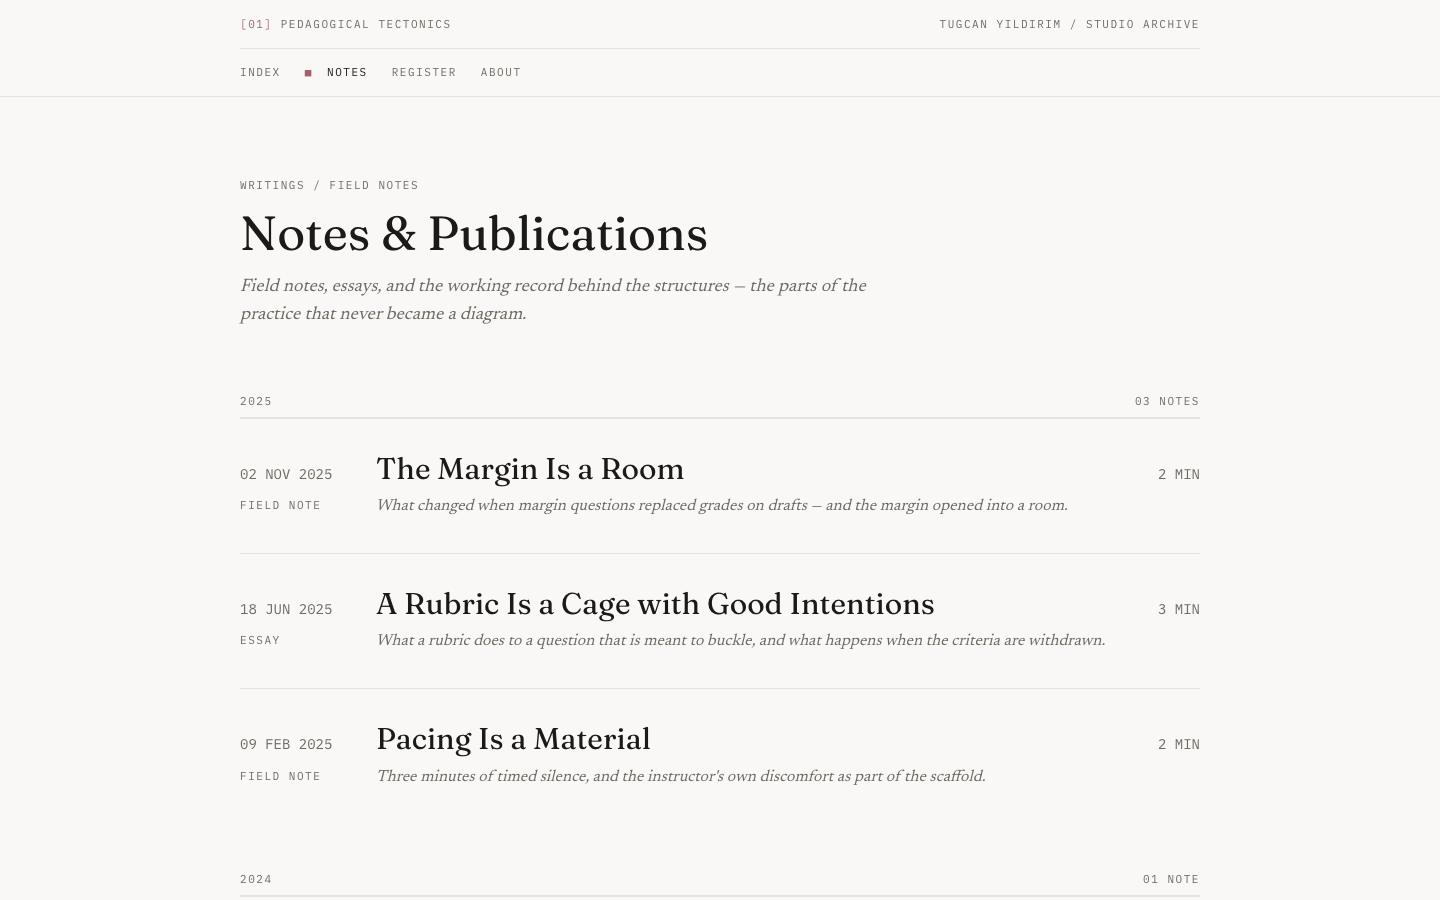 [01] PEDAGOGICAL TECTONICS
TUGCAN YILDIRIM / STUDIO ARCHIVE
INDEX NOTES REGISTER ABOUT
WRITINGS / FIELD NOTES
Notes & Publications
Field notes, essays, and the working record behind the structures — the parts of the
practice that never became a diagram.
2025 03 NOTES
02 NOV 2025 The Margin Is a Room 2 MIN
FIELD NOTE What changed when margin questions replaced grades on drafts — and the margin opened into a room.
18 JUN 2025 A Rubric Is a Cage with Good Intentions 3 MIN
ESSAY What a rubric does to a question that is meant to buckle, and what happens when the criteria are withdrawn.
09 FEB 2025 Pacing Is a Material 2 MIN
FIELD NOTE Three minutes of timed silence, and the instructor's own discomfort as part of the scaffold.
2024 01 NOTE